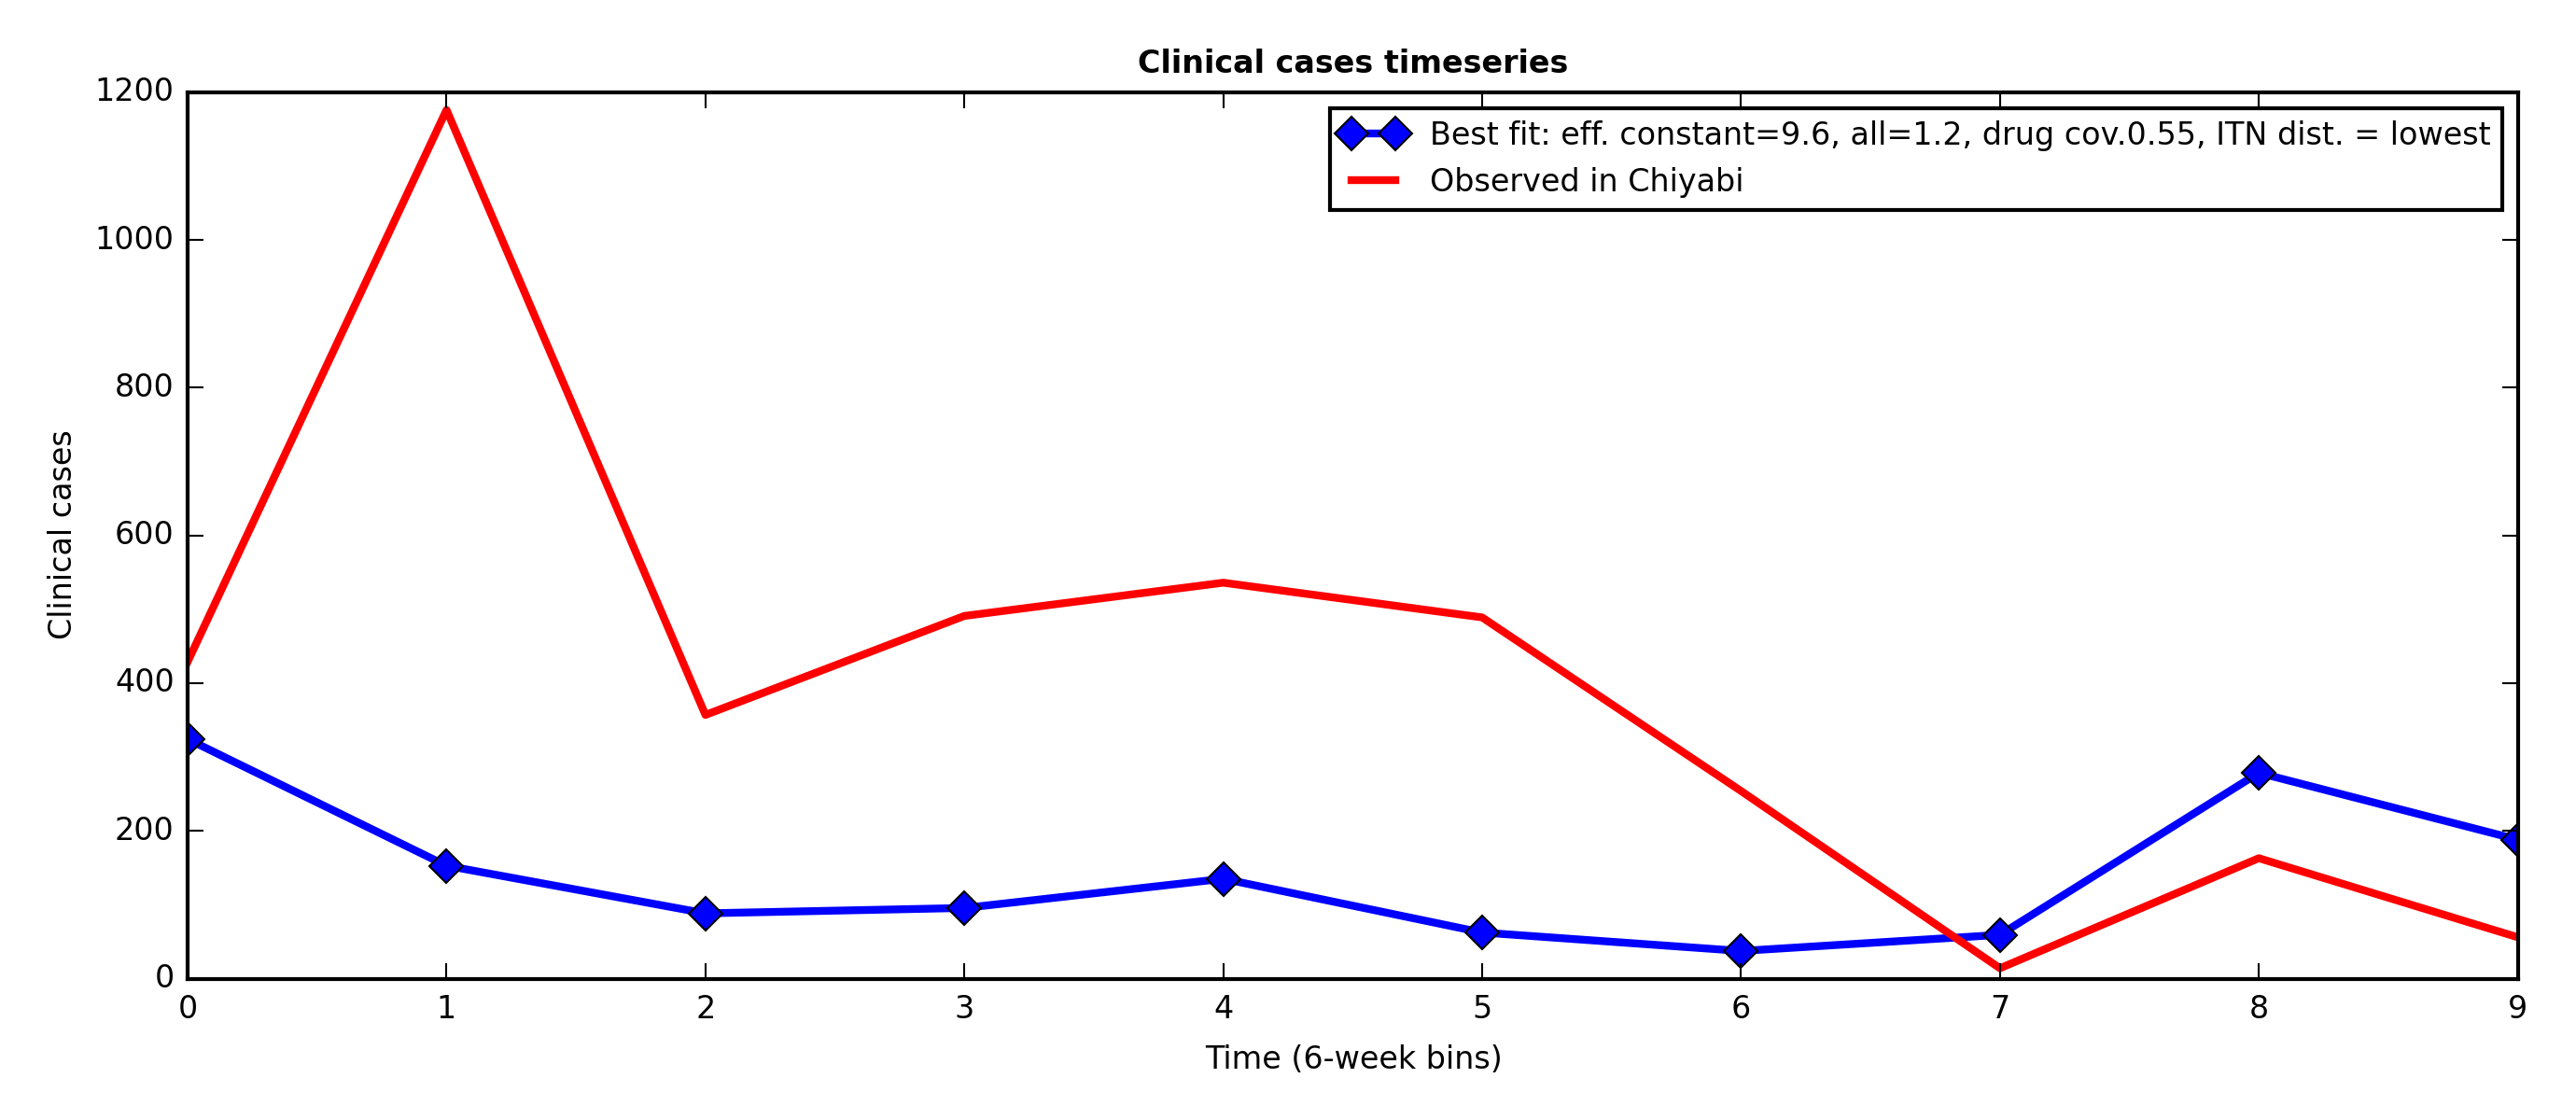 Clinical cases timeseries
1200
1000
800
600
400
200
0
Clinical cases
Best fit: eff. constant=9.6, all=1.2, drug cov.0.55, ITN dist. = lowest
Observed in Chiyabi
0 1 2 3 4 5 6 7 8 9
Time (6-week bins)